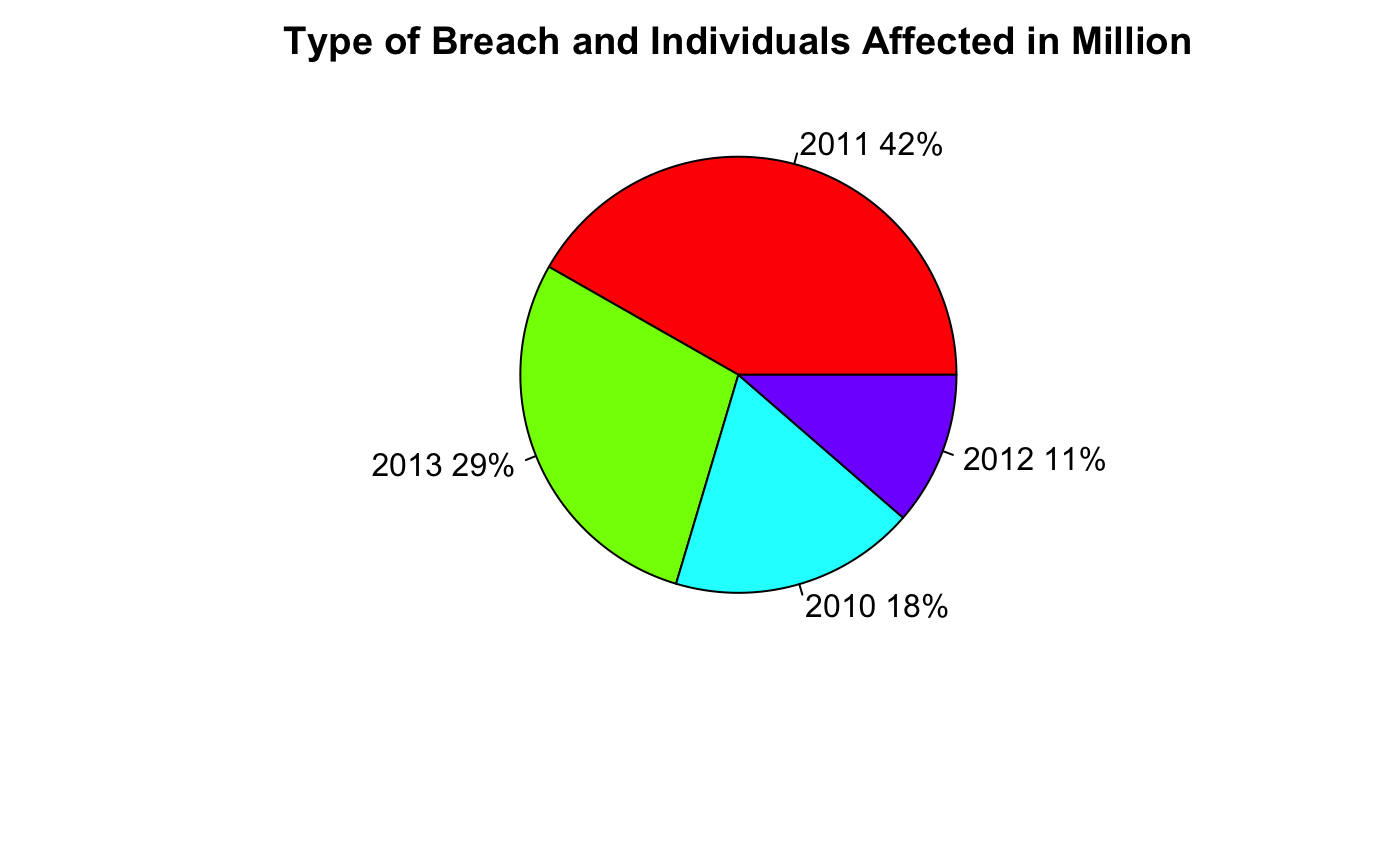 Type of Breach and Individuals Affected in Million
2011 42%
2013 29%
2012 11%
2010 18%